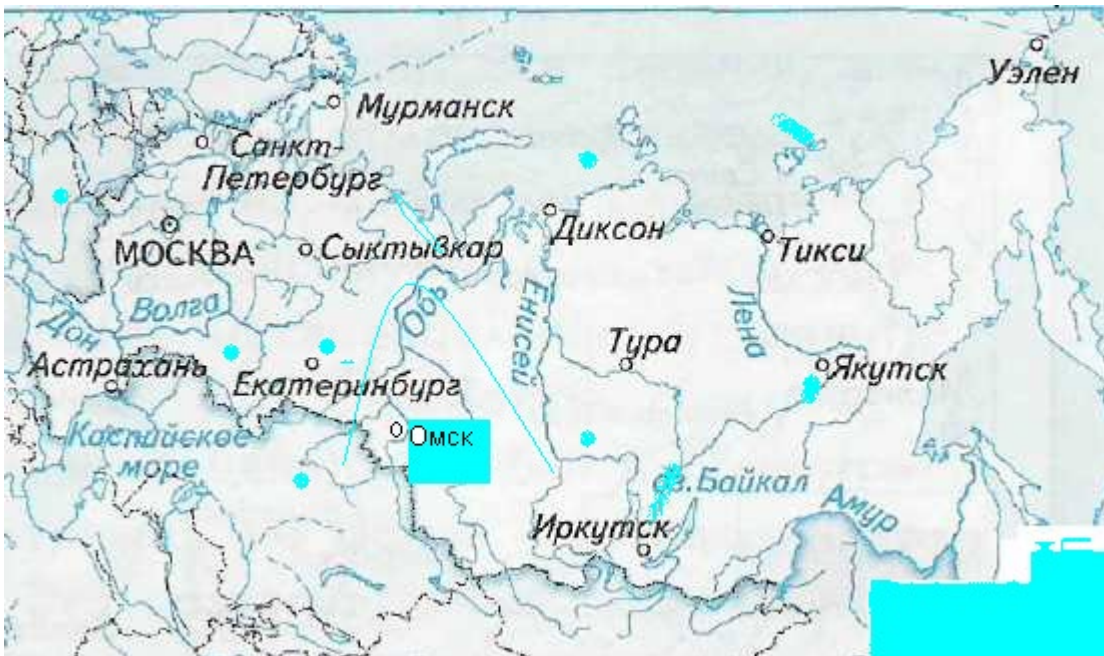 Уэлен
Мурманск
Санкт-
Петербург
Диксон
МОСКВА
Сыктывкар
Тикси
Волга
Обь
Енисей
Лена
Дон
Тура
Астрахань
Екатеринбург
Якутск
Омск
Каспийское
море
оз. Байкал
Амур
Иркутск